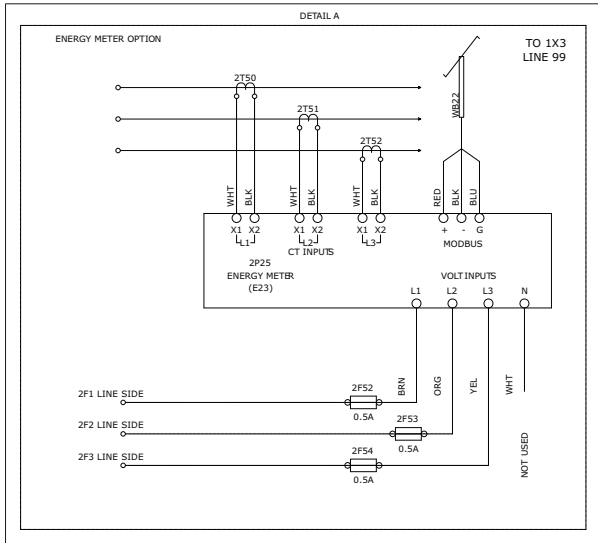 DETAIL A
ENERGY METER OPTION
TO 1X3
LINE 99
2T50
2T51
2T52
WB22
WHT
BLK
WHT
BLK
WHT
BLK
RED
BLK
BLU
X1 X2
X1 X2
X1 X2
+ - G
L1
L2
L3
CT INPUTS
MODBUS
2P25
ENERGY METER
(E23)
VOLT INPUTS
L1 L2 L3 N
BRN
ORG
YEL
WHT
2F1 LINE SIDE
2F52
0.5A
2F2 LINE SIDE
2F53
0.5A
2F3 LINE SIDE
2F54
0.5A
NOT USED